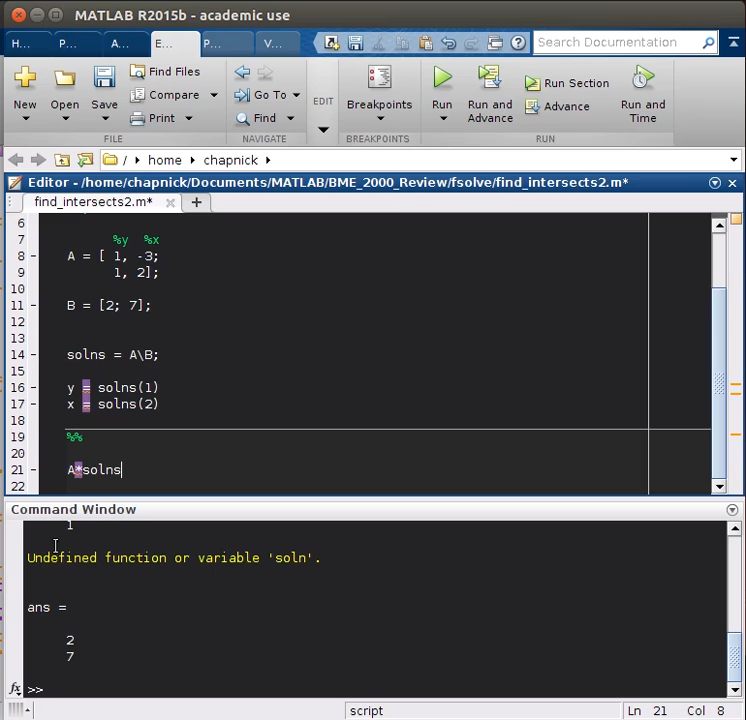 MATLAB R2015b - academic use
H... P... A... E... P... V... Search Documentation
New Open Save Find Files Compare Print Go To Find EDIT Breakpoints Run Run and Advance Run Section Advance Run and Time
FILE NAVIGATE BREAKPOINTS RUN
/ home chapnick
Editor - /home/chapnick/Documents/MATLAB/BME_2000_Review/fsolve/find_intersects2.m*
find_intersects2.m* +
6
7 %y %x
8 - A = [ 1, -3;
9 1, 2];
10
11 - B = [2; 7];
12
13
14 - solns = A\B;
15
16 - y = solns(1)
17 - x = solns(2)
18
19 %%
20
21 - A*solns
22
Command Window
1
Undefined function or variable 'soln'.
ans =
2
7
fx >>
script Ln 21 Col 8